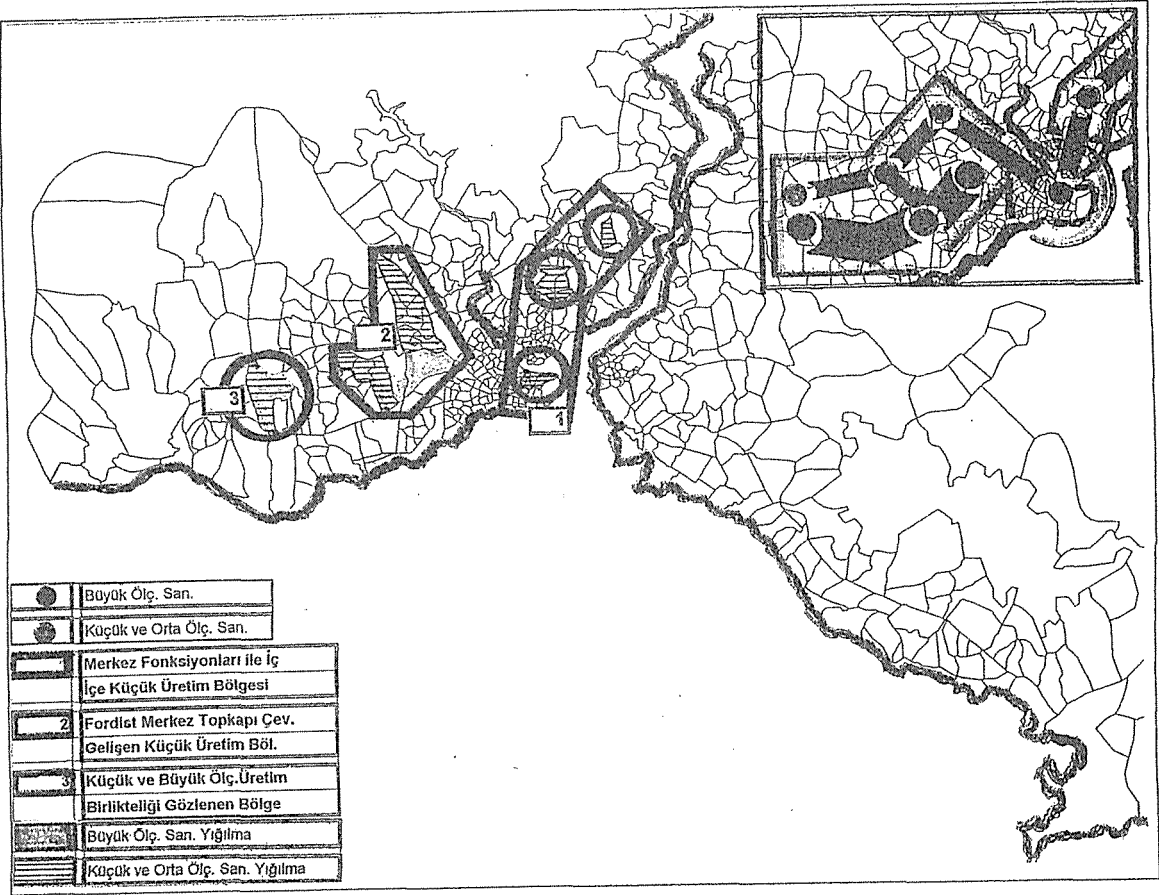 2
3
1
Büyük Ölç. San.
Küçük ve Orta Ölç. San.
Merkez Fonksiyonları ile İç
İçe Küçük Üretim Bölgesi
2 Fordist Merkez Topkapı Çev.
Gelişen Küçük Üretim Böl.
3 Küçük ve Büyük Ölç.Üretim
Birlikteliği Gözlenen Bölge
Büyük Ölç. San. Yığılma
Küçük ve Orta Ölç. San. Yığılma